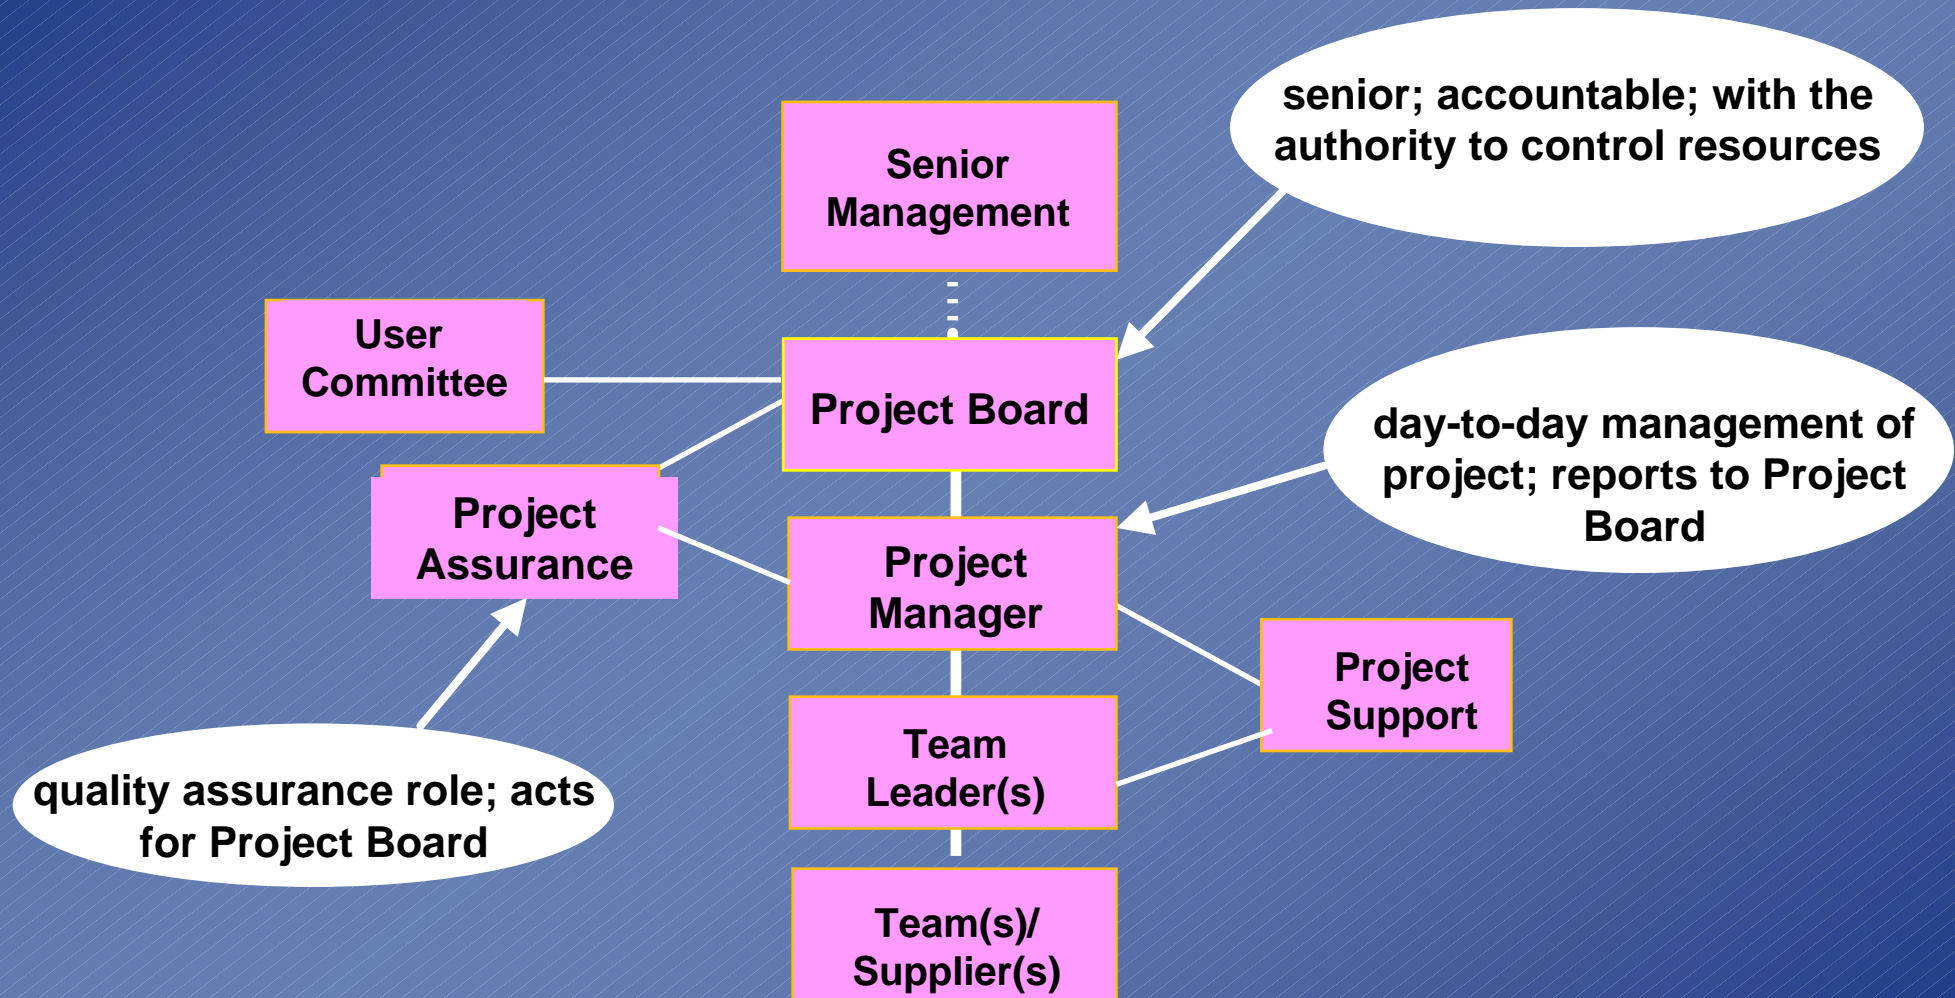 senior; accountable; with the
authority to control resources
Senior
Management
User
Committee
Project Board
day-to-day management of
project; reports to Project
Board
Project
Assurance
Project
Manager
Project
Support
Team
Leader(s)
quality assurance role; acts
for Project Board
Team(s)/
Supplier(s)